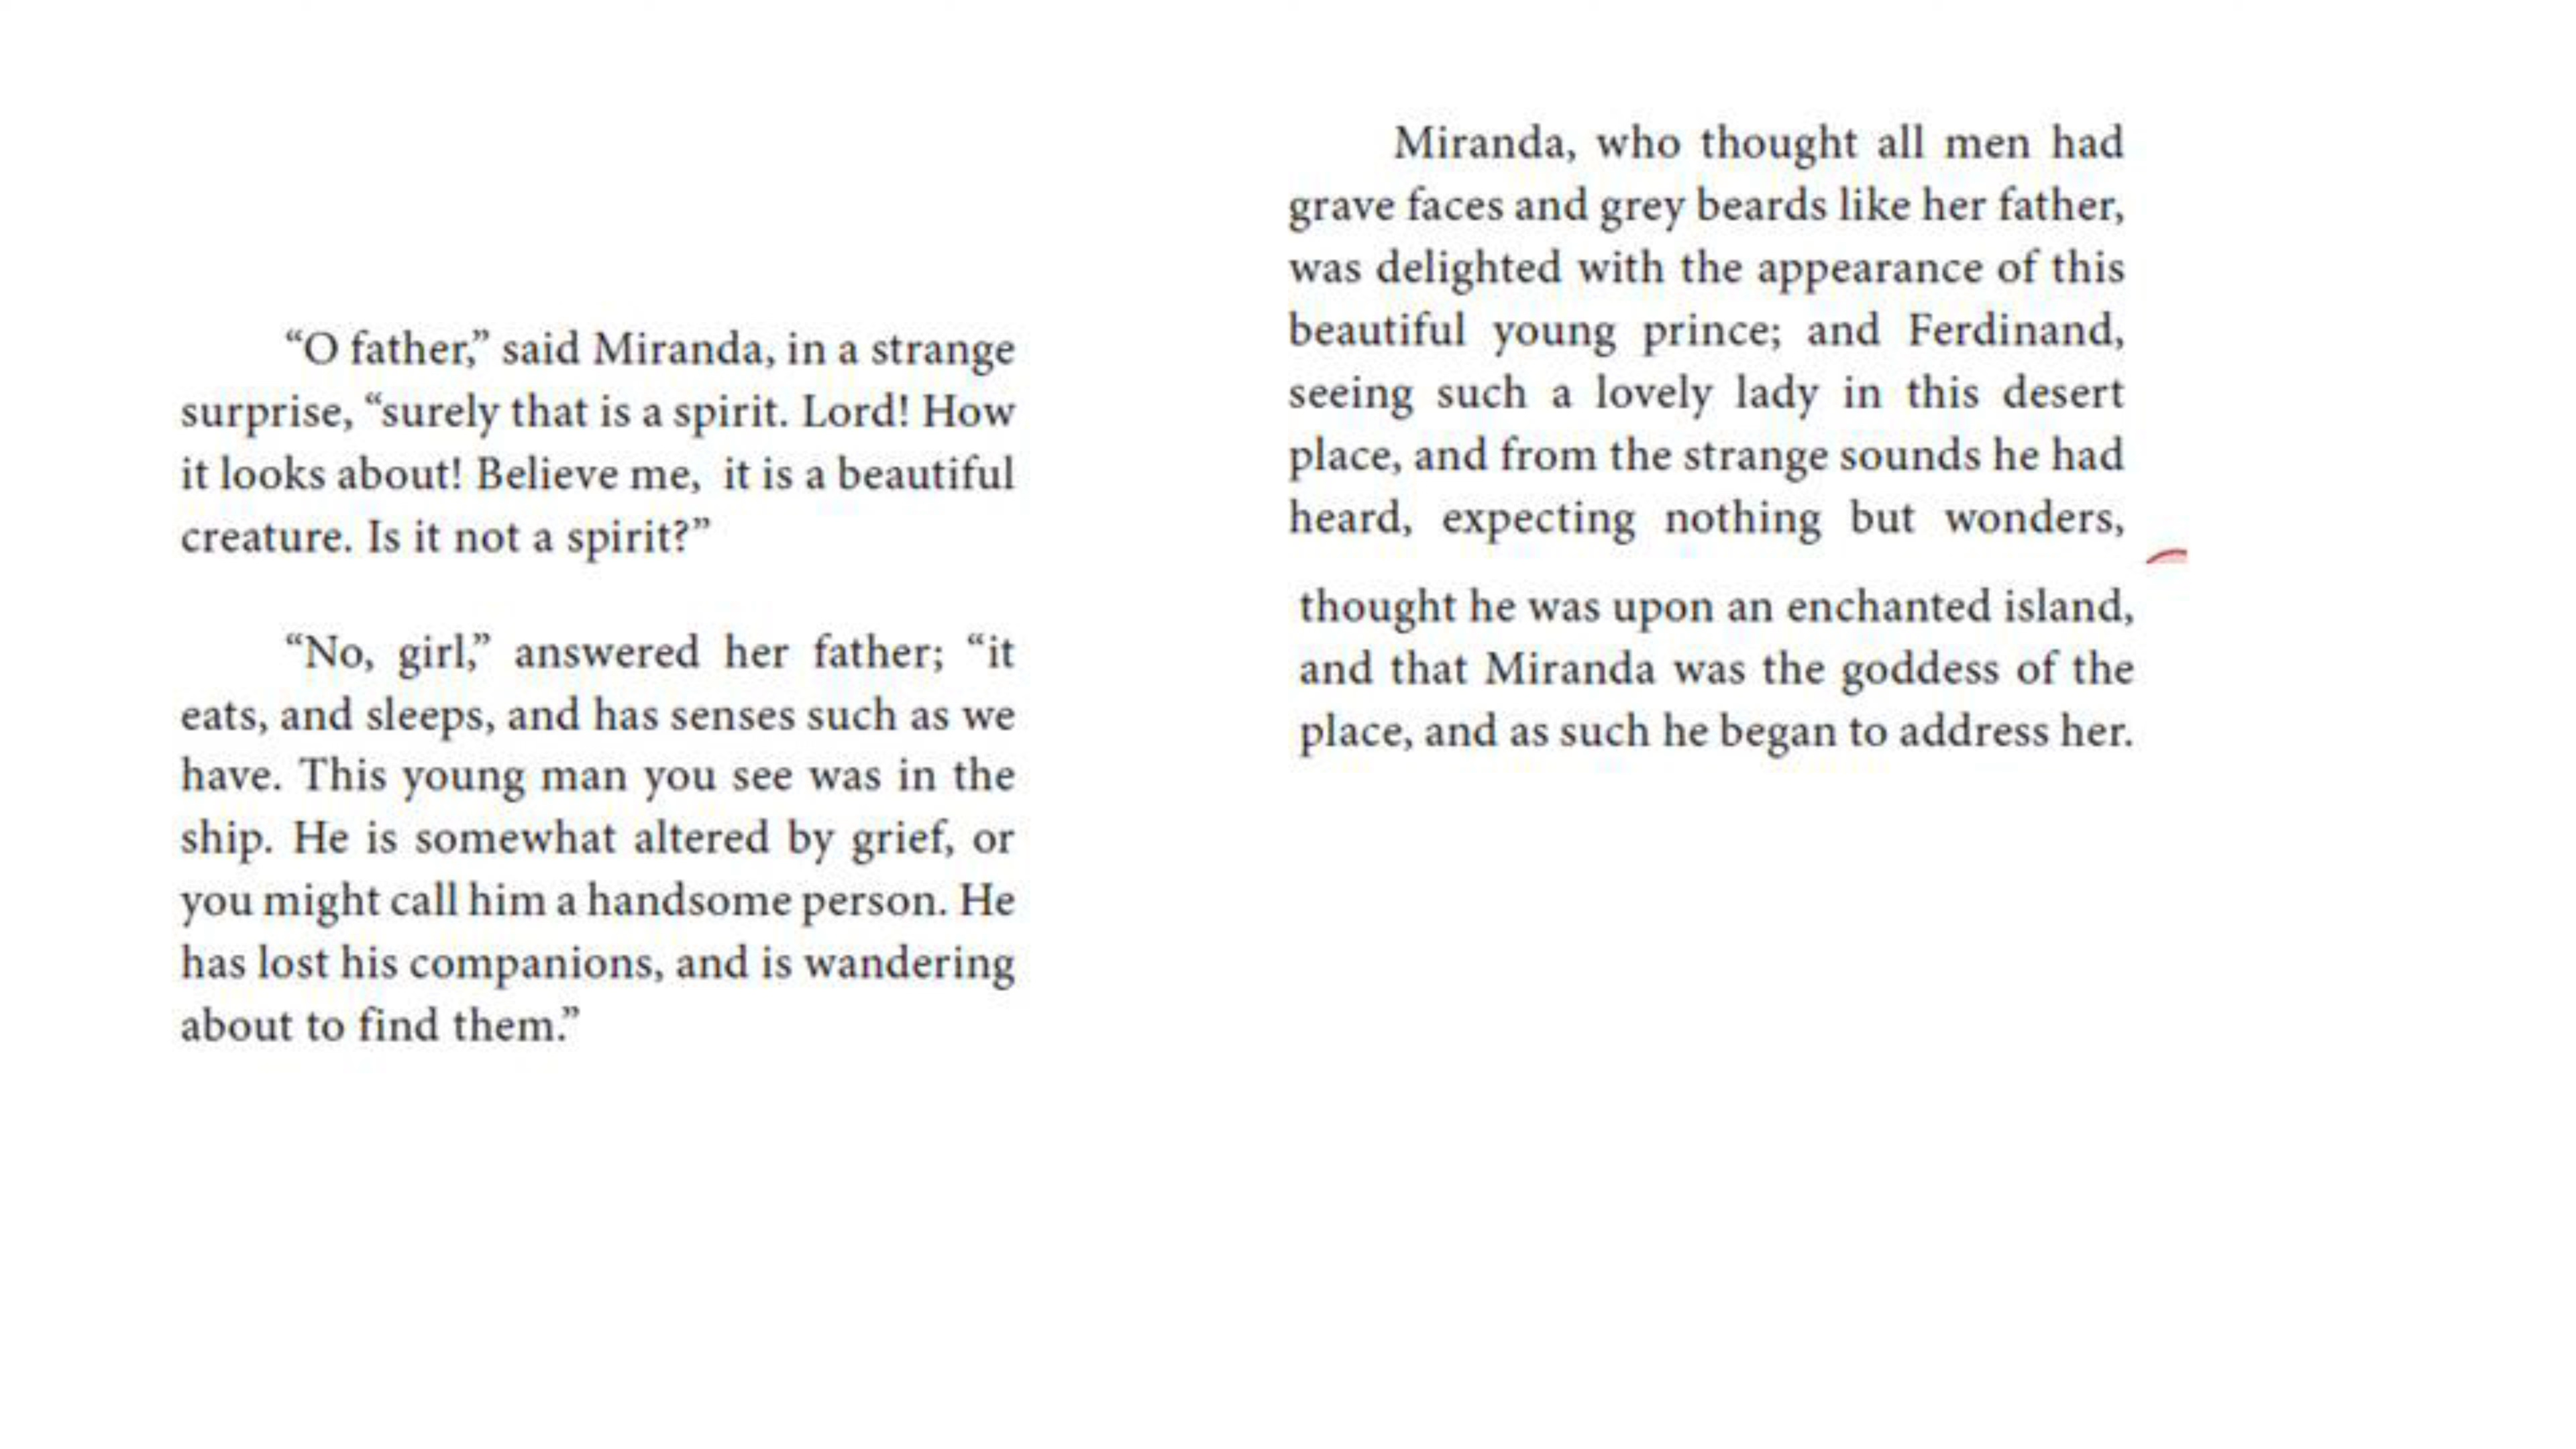 “O father,” said Miranda, in a strange
surprise, “surely that is a spirit. Lord! How
it looks about! Believe me, it is a beautiful
creature. Is it not a spirit?”
“No, girl,” answered her father; “it
eats, and sleeps, and has senses such as we
have. This young man you see was in the
ship. He is somewhat altered by grief, or
you might call him a handsome person. He
has lost his companions, and is wandering
about to find them.”
Miranda, who thought all men had
grave faces and grey beards like her father,
was delighted with the appearance of this
beautiful young prince; and Ferdinand,
seeing such a lovely lady in this desert
place, and from the strange sounds he had
heard, expecting nothing but wonders,
thought he was upon an enchanted island,
and that Miranda was the goddess of the
place, and as such he began to address her.